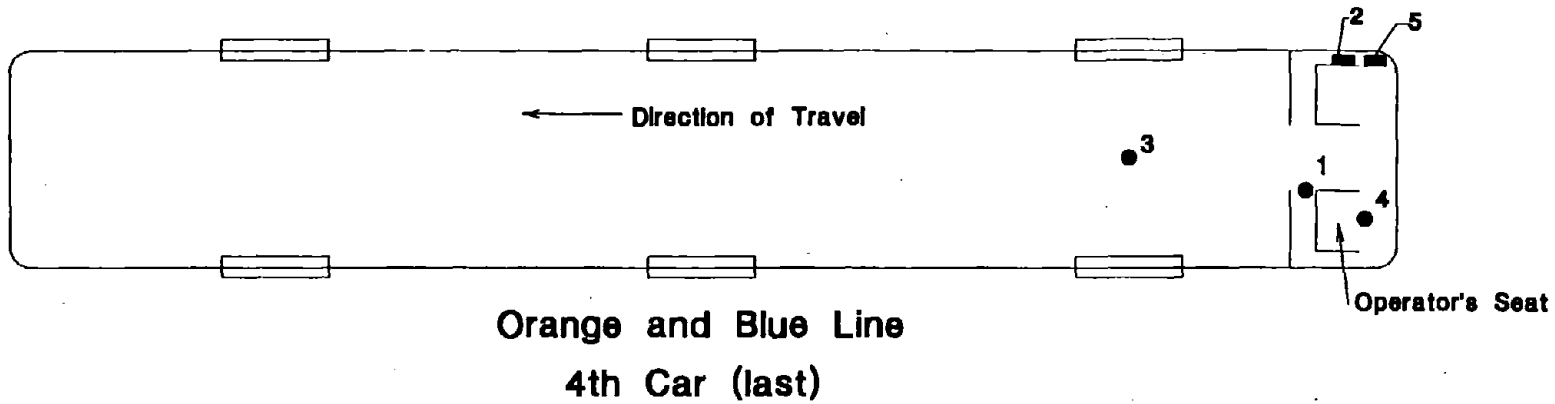 2
5
Direction of Travel
3
1
4
Operator's Seat
Orange and Blue Line
4th Car (last)